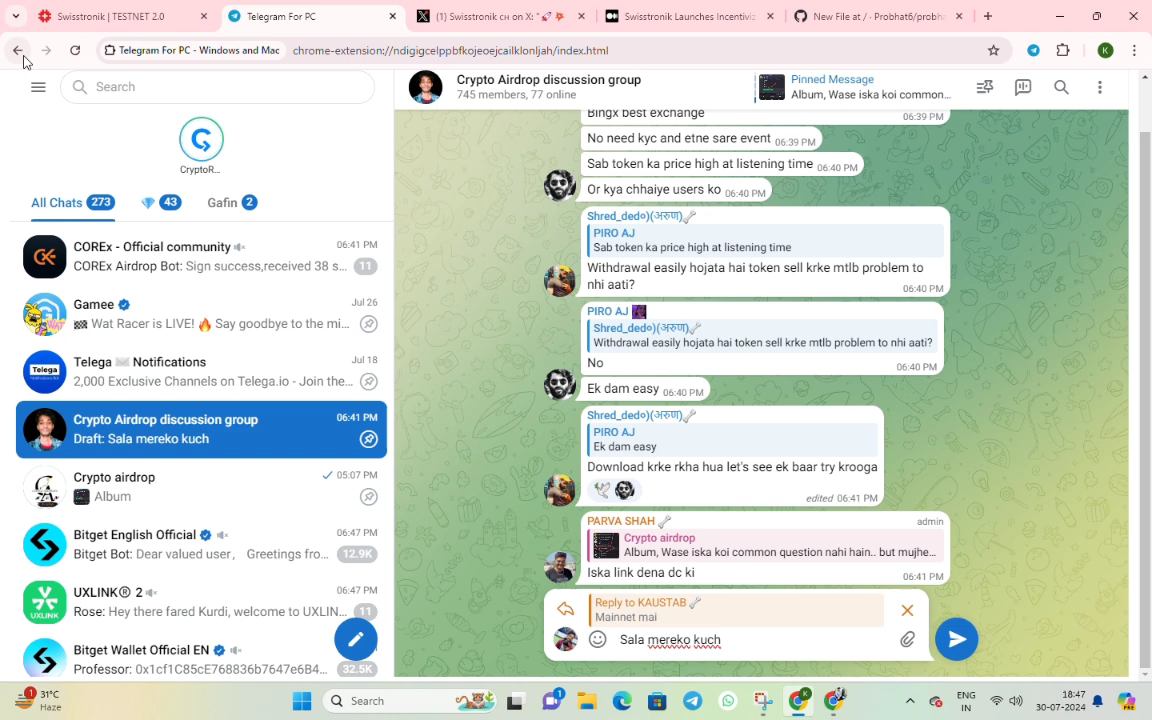 Swisstronik | TESTNET 2.0
Telegram For PC
(1) Swisstronik CH on X: "🚀
Swisstronik Launches Incentiviz
New File at / · Probhat6/probha
Telegram For PC - Windows and Mac
chrome-extension://ndigigcelppbfkojeoejcailklonljah/index.html
K
Search
CryptoR...
All Chats 273
43
Gafin 2
COREx - Official community
06:41 PM
COREx Airdrop Bot: Sign success,received 38 s...
11
Gamee
Jul 26
🏁 Wat Racer is LIVE! 🔥 Say goodbye to the mi...
Telega ✉️ Notifications
Jul 18
2,000 Exclusive Channels on Telega.io - Join the...
Crypto Airdrop discussion group
06:41 PM
Draft: Sala mereko kuch
Crypto airdrop
05:07 PM
Album
Bitget English Official
06:47 PM
Bitget Bot: Dear valued user， Greetings fro...
12.9K
UXLINK® 2
06:47 PM
Rose: Hey there fared Kurdi, welcome to UXLIN...
11
Bitget Wallet Official EN
06:47 PM
Professor: 0x1cf1C85cE768836b7647e6B4...
32.5K
Crypto Airdrop discussion group
745 members, 77 online
Pinned Message
Album, Wase iska koi common...
Bingx best exchange
06:39 PM
No need kyc and etne sare event 06:39 PM
Sab token ka price high at listening time 06:40 PM
Or kya chhaiye users ko 06:40 PM
Shred_ded०)(अरुण)🦴
PIRO AJ
Sab token ka price high at listening time
Withdrawal easily hojata hai token sell krke mtlb problem to
nhi aati?
06:40 PM
PIRO AJ
Shred_ded०)(अरुण)🦴
Withdrawal easily hojata hai token sell krke mtlb problem to nhi aati?
No
06:40 PM
Ek dam easy 06:40 PM
Shred_ded०)(अरुण)🦴
PIRO AJ
Ek dam easy
Download krke rkha hua let's see ek baar try krooga
edited 06:41 PM
PARVA SHAH 🦴
admin
Crypto airdrop
Album, Wase iska koi common question nahi hain.. but mujhe...
Iska link dena dc ki
06:41 PM
Reply to KAUSTAB 🦴
Mainnet mai
Sala mereko kuch
1
31°C
Haze
Search
1
ENG
IN
18:47
30-07-2024
PRE